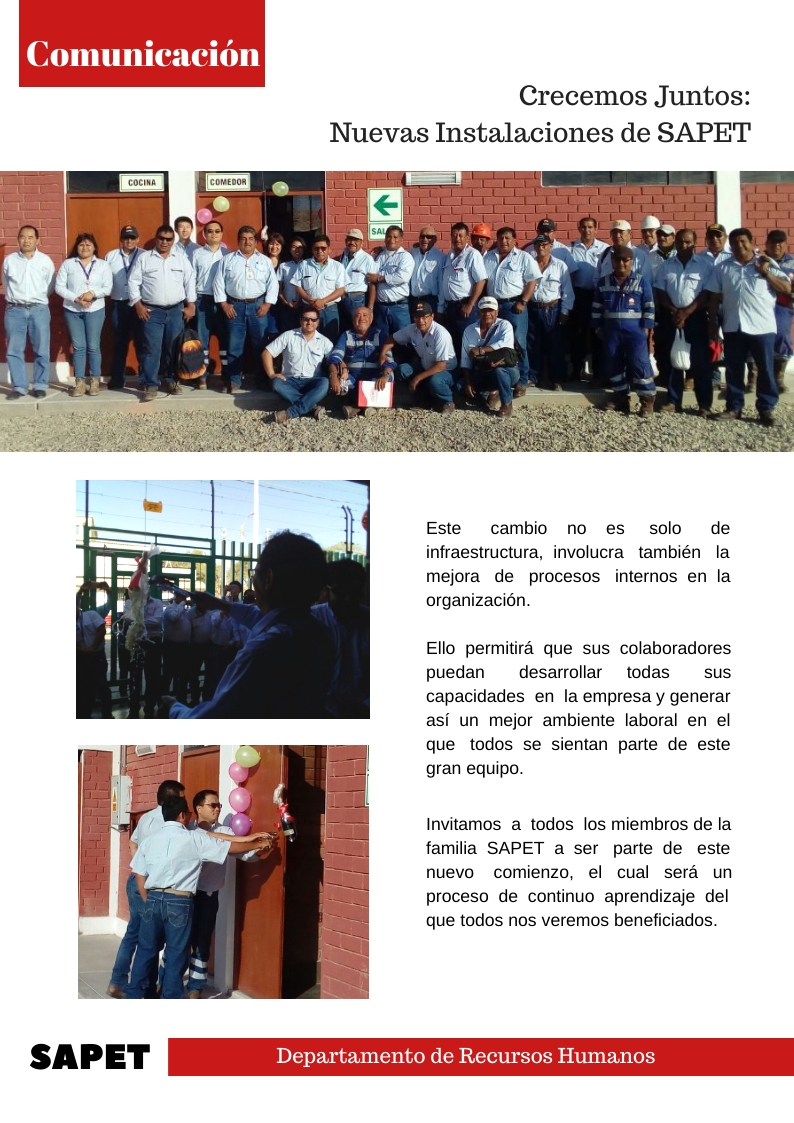 Comunicación
Crecemos Juntos:
Nuevas Instalaciones de SAPET
COCINA
COMEDOR
Este cambio no es solo de
infraestructura, involucra también la
mejora de procesos internos en la
organización.
Ello permitirá que sus colaboradores
puedan desarrollar todas sus
capacidades en la empresa y generar
así un mejor ambiente laboral en el
que todos se sientan parte de este
gran equipo.
Invitamos a todos los miembros de la
familia SAPET a ser parte de este
nuevo comienzo, el cual será un
proceso de continuo aprendizaje del
que todos nos veremos beneficiados.
SAPET
Departamento de Recursos Humanos